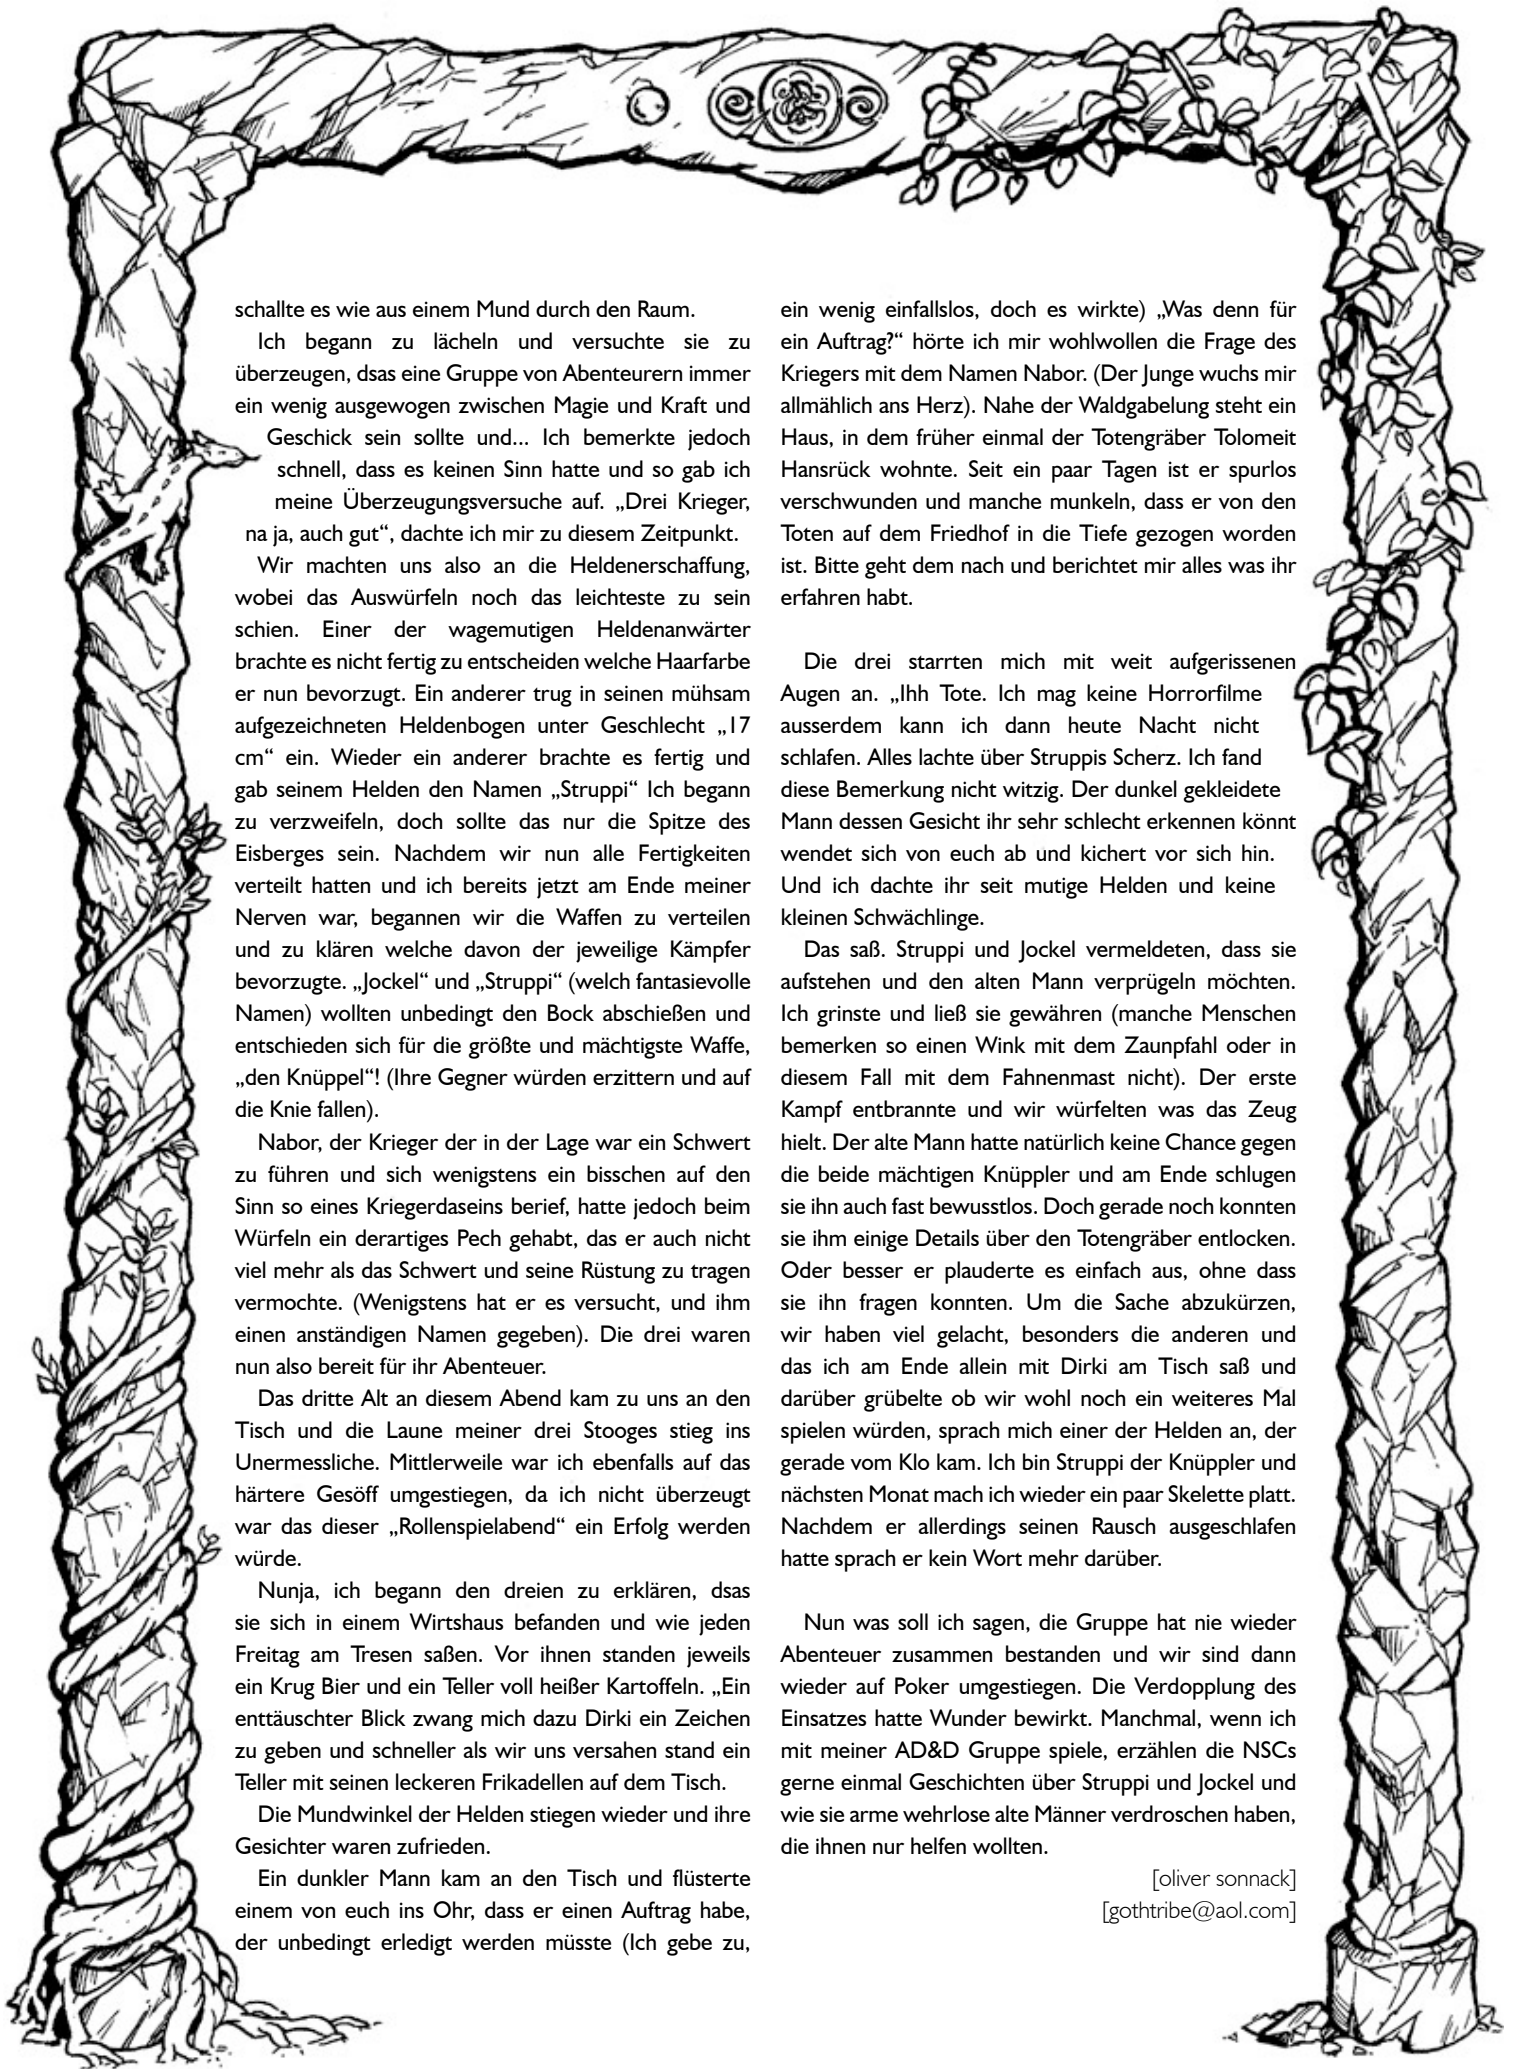 schallte es wie aus einem Mund durch den Raum.
Ich begann zu lächeln und versuchte sie zu
überzeugen, dsas eine Gruppe von Abenteurern immer
ein wenig ausgewogen zwischen Magie und Kraft und
Geschick sein sollte und... Ich bemerkte jedoch
schnell, dass es keinen Sinn hatte und so gab ich
meine Überzeugungsversuche auf. „Drei Krieger,
na ja, auch gut“, dachte ich mir zu diesem Zeitpunkt.
Wir machten uns also an die Heldenerschaffung,
wobei das Auswürfeln noch das leichteste zu sein
schien. Einer der wagemutigen Heldenanwärter
brachte es nicht fertig zu entscheiden welche Haarfarbe
er nun bevorzugt. Ein anderer trug in seinen mühsam
aufgezeichneten Heldenbogen unter Geschlecht „17
cm“ ein. Wieder ein anderer brachte es fertig und
gab seinem Helden den Namen „Struppi“ Ich begann
zu verzweifeln, doch sollte das nur die Spitze des
Eisberges sein. Nachdem wir nun alle Fertigkeiten
verteilt hatten und ich bereits jetzt am Ende meiner
Nerven war, begannen wir die Waffen zu verteilen
und zu klären welche davon der jeweilige Kämpfer
bevorzugte. „Jockel“ und „Struppi“ (welch fantasievolle
Namen) wollten unbedingt den Bock abschießen und
entschieden sich für die größte und mächtigste Waffe,
„den Knüppel“! (Ihre Gegner würden erzittern und auf
die Knie fallen).
Nabor, der Krieger der in der Lage war ein Schwert
zu führen und sich wenigstens ein bisschen auf den
Sinn so eines Kriegerdaseins berief, hatte jedoch beim
Würfeln ein derartiges Pech gehabt, das er auch nicht
viel mehr als das Schwert und seine Rüstung zu tragen
vermochte. (Wenigstens hat er es versucht, und ihm
einen anständigen Namen gegeben). Die drei waren
nun also bereit für ihr Abenteuer.
Das dritte Alt an diesem Abend kam zu uns an den
Tisch und die Laune meiner drei Stooges stieg ins
Unermessliche. Mittlerweile war ich ebenfalls auf das
härtere Gesöff umgestiegen, da ich nicht überzeugt
war das dieser „Rollenspielabend“ ein Erfolg werden
würde.
Nunja, ich begann den dreien zu erklären, dsas
sie sich in einem Wirtshaus befanden und wie jeden
Freitag am Tresen saßen. Vor ihnen standen jeweils
ein Krug Bier und ein Teller voll heißer Kartoffeln. „Ein
enttäuschter Blick zwang mich dazu Dirki ein Zeichen
zu geben und schneller als wir uns versahen stand ein
Teller mit seinen leckeren Frikadellen auf dem Tisch.
Die Mundwinkel der Helden stiegen wieder und ihre
Gesichter waren zufrieden.
Ein dunkler Mann kam an den Tisch und flüsterte
einem von euch ins Ohr, dass er einen Auftrag habe,
der unbedingt erledigt werden müsste (Ich gebe zu,
ein wenig einfallslos, doch es wirkte) „Was denn für
ein Auftrag?“ hörte ich mir wohlwollen die Frage des
Kriegers mit dem Namen Nabor. (Der Junge wuchs mir
allmählich ans Herz). Nahe der Waldgabelung steht ein
Haus, in dem früher einmal der Totengräber Tolomeit
Hansrück wohnte. Seit ein paar Tagen ist er spurlos
verschwunden und manche munkeln, dass er von den
Toten auf dem Friedhof in die Tiefe gezogen worden
ist. Bitte geht dem nach und berichtet mir alles was ihr
erfahren habt.
Die drei starrten mich mit weit aufgerissenen
Augen an. „Ihh Tote. Ich mag keine Horrorfilme
ausserdem kann ich dann heute Nacht nicht
schlafen. Alles lachte über Struppis Scherz. Ich fand
diese Bemerkung nicht witzig. Der dunkel gekleidete
Mann dessen Gesicht ihr sehr schlecht erkennen könnt
wendet sich von euch ab und kichert vor sich hin.
Und ich dachte ihr seit mutige Helden und keine
kleinen Schwächlinge.
Das saß. Struppi und Jockel vermeldeten, dass sie
aufstehen und den alten Mann verprügeln möchten.
Ich grinste und ließ sie gewähren (manche Menschen
bemerken so einen Wink mit dem Zaunpfahl oder in
diesem Fall mit dem Fahnenmast nicht). Der erste
Kampf entbrannte und wir würfelten was das Zeug
hielt. Der alte Mann hatte natürlich keine Chance gegen
die beide mächtigen Knüppler und am Ende schlugen
sie ihn auch fast bewusstlos. Doch gerade noch konnten
sie ihm einige Details über den Totengräber entlocken.
Oder besser er plauderte es einfach aus, ohne dass
sie ihn fragen konnten. Um die Sache abzukürzen,
wir haben viel gelacht, besonders die anderen und
das ich am Ende allein mit Dirki am Tisch saß und
darüber grübelte ob wir wohl noch ein weiteres Mal
spielen würden, sprach mich einer der Helden an, der
gerade vom Klo kam. Ich bin Struppi der Knüppler und
nächsten Monat mach ich wieder ein paar Skelette platt.
Nachdem er allerdings seinen Rausch ausgeschlafen
hatte sprach er kein Wort mehr darüber.
Nun was soll ich sagen, die Gruppe hat nie wieder
Abenteuer zusammen bestanden und wir sind dann
wieder auf Poker umgestiegen. Die Verdopplung des
Einsatzes hatte Wunder bewirkt. Manchmal, wenn ich
mit meiner AD&D Gruppe spiele, erzählen die NSCs
gerne einmal Geschichten über Struppi und Jockel und
wie sie arme wehrlose alte Männer verdroschen haben,
die ihnen nur helfen wollten.
[oliver sonnack]
[gothtribe@aol.com]